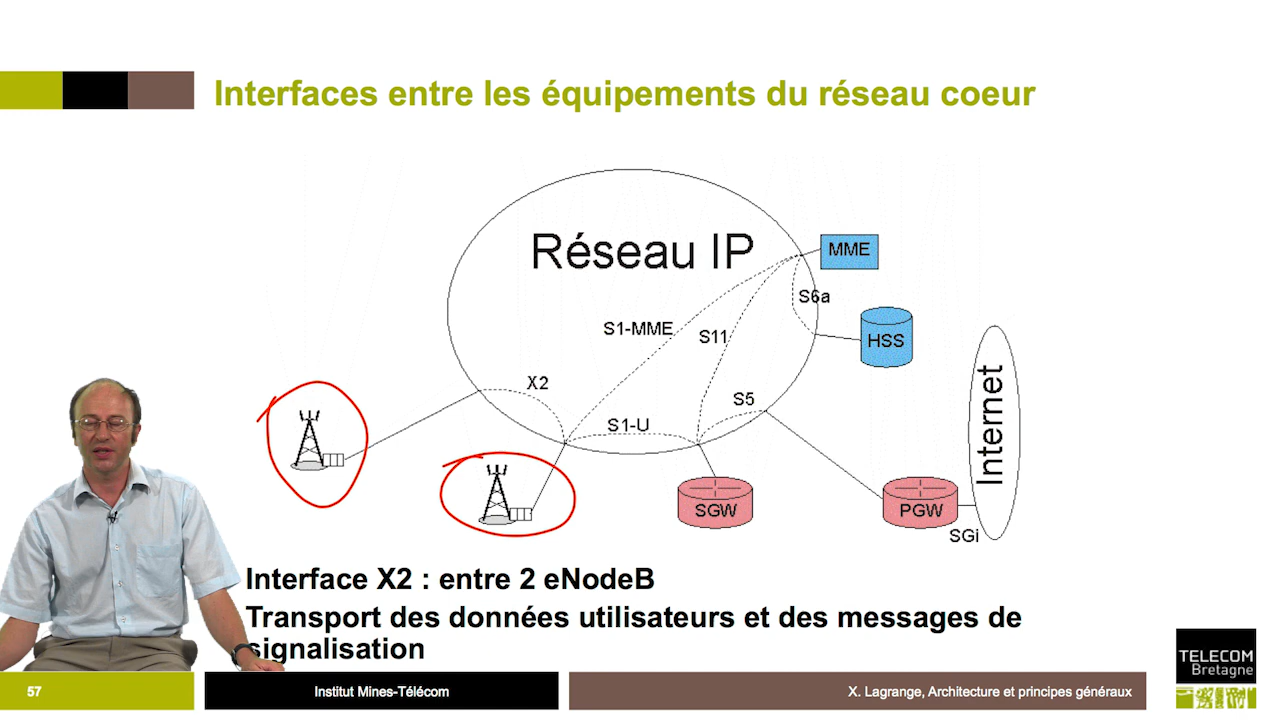 Interfaces entre les équipements du réseau coeur
Réseau IP
MME
S6a
S1-MME
S11
HSS
X2
S5
S1-U
Internet
SGW
PGW
SGi
Interface X2 : entre 2 eNodeB
Transport des données utilisateurs et des messages de
signalisation
TELECOM
Bretagne
57
Institut Mines-Télécom
X. Lagrange, Architecture et principes généraux